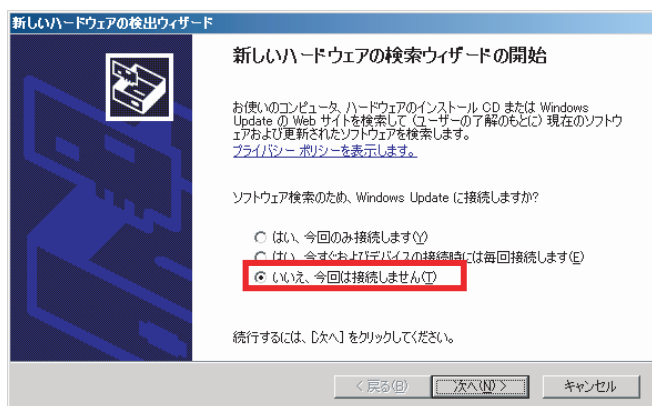 新しいハードウェアの検出ウィザード
新しいハードウェアの検索ウィザードの開始
お使いのコンピュータ、ハードウェアのインストール CD または Windows
Update の Web サイトを検索して (ユーザーの了解のもとに) 現在のソフトウ
ェアおよび更新されたソフトウェアを検索します。
プライバシー ポリシーを表示します。
ソフトウェア検索のため、Windows Update に接続しますか?
はい、今回のみ接続します(Y)
はい、今すぐおよびデバイスの接続時には毎回接続します(E)
いいえ、今回は接続しません(T)
続行するには、[次へ] をクリックしてください。
< 戻る(B)
次へ(N) >
キャンセル